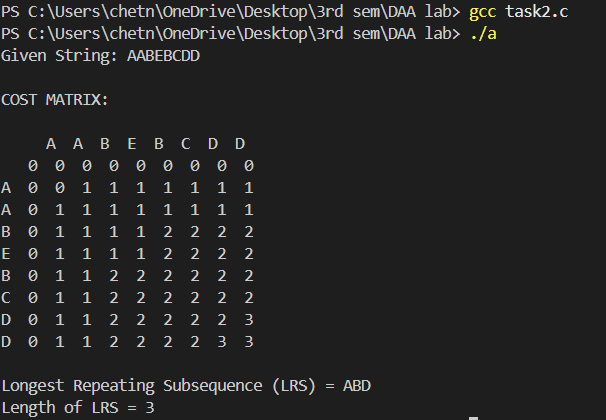 PS C:\Users\chetn\OneDrive\Desktop\3rd sem\DAA lab> gcc task2.c
PS C:\Users\chetn\OneDrive\Desktop\3rd sem\DAA lab> ./a
Given String: AABEBCDD
COST MATRIX:
A A B E B C D D
0 0 0 0 0 0 0 0 0
A 0 0 1 1 1 1 1 1 1
A 0 1 1 1 1 1 1 1 1
B 0 1 1 1 1 2 2 2 2
E 0 1 1 1 1 2 2 2 2
B 0 1 1 2 2 2 2 2 2
C 0 1 1 2 2 2 2 2 2
D 0 1 1 2 2 2 2 2 3
D 0 1 1 2 2 2 2 3 3
Longest Repeating Subsequence (LRS) = ABD
Length of LRS = 3